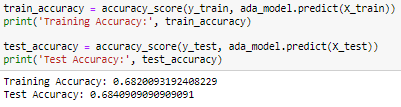 train_accuracy = accuracy_score(y_train, ada_model.predict(X_train))
print('Training Accuracy:', train_accuracy)
test_accuracy = accuracy_score(y_test, ada_model.predict(X_test))
print('Test Accuracy:', test_accuracy)
Training Accuracy: 0.6820093192408229
Test Accuracy: 0.6840909090909091